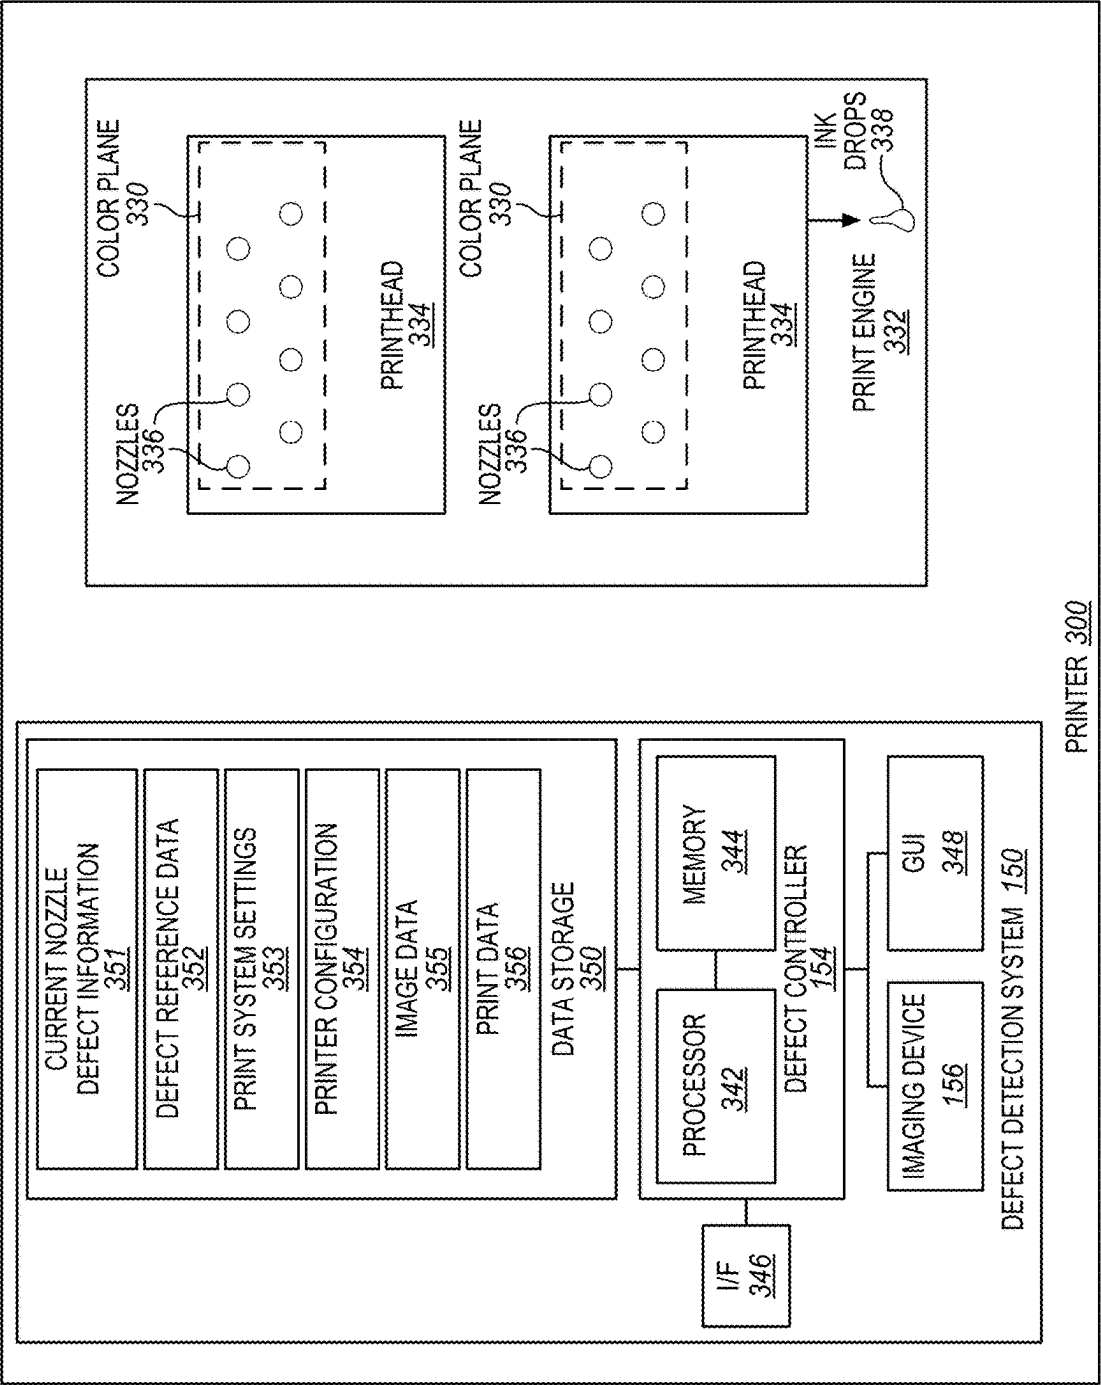 CURRENT NOZZLE
DEFECT INFORMATION
351
DEFECT REFERENCE DATA
352
PRINT SYSTEM SETTINGS
353
PRINTER CONFIGURATION
354
IMAGE DATA
355
PRINT DATA
356
DATA STORAGE
350
I/F
346
PROCESSOR
342
MEMORY
344
DEFECT CONTROLLER
154
IMAGING DEVICE
156
GUI
348
DEFECT DETECTION SYSTEM 150
NOZZLES
336
COLOR PLANE
330
PRINTHEAD
334
NOZZLES
336
COLOR PLANE
330
PRINTHEAD
334
INK
DROPS
338
PRINT ENGINE
332
PRINTER 300